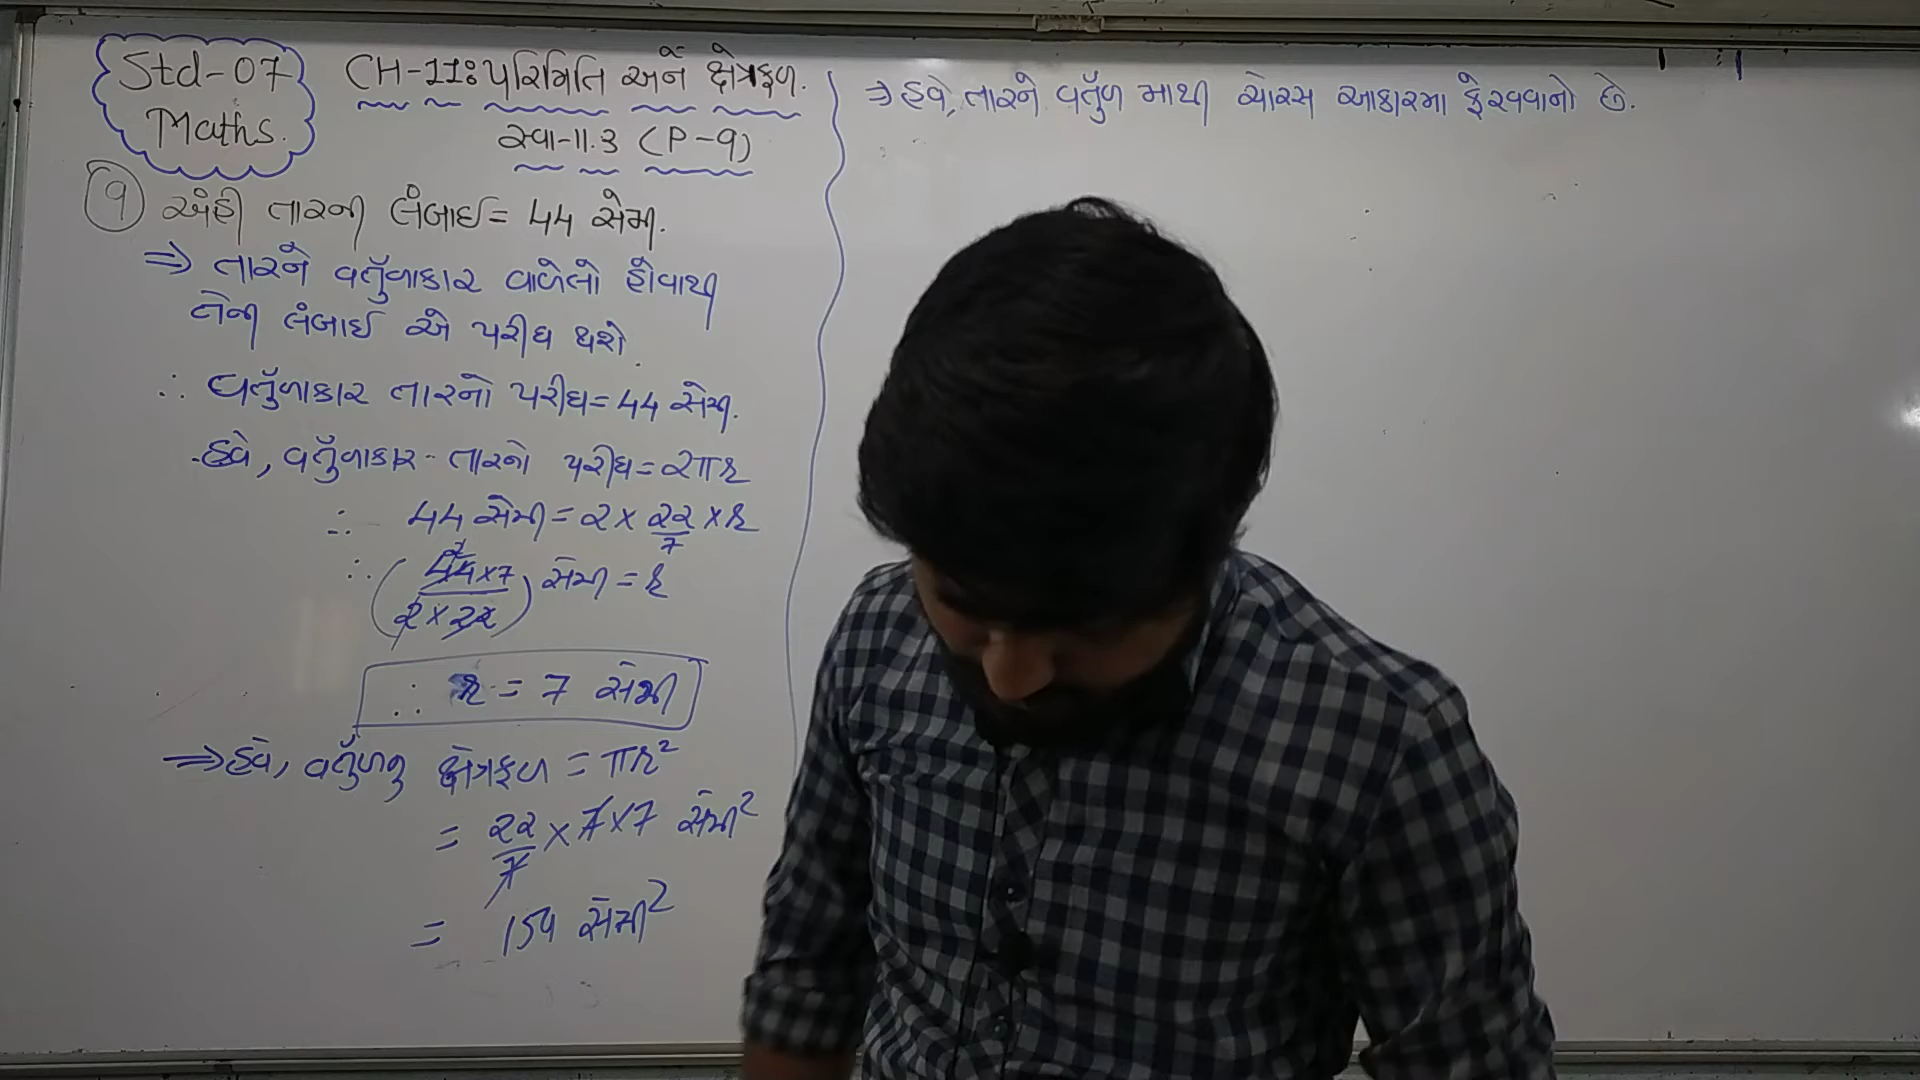 Std-07
Maths.
CH-11: પરિમિતિ અને ક્ષેત્રફળ.
સ્વા-11.3 (P-9)
9 અહી તારની લંબાઈ = 44 સેમી.
⇒ તારને વર્તુળાકાર વાળેલો હોવાથી
તેની લંબાઈ એ પરીઘ થશે.
∴ વર્તુળાકાર તારનો પરીઘ = 44 સેમી.
હવે, વર્તુળાકાર તારનો પરીઘ = 2πr
∴ 44 સેમી = 2 × 22/7 × r
∴ (44×7 / 2×22) સેમી = r
∴ r = 7 સેમી
⇒ હવે, વર્તુળનુ ક્ષેત્રફળ = πr²
= 22/7 × 7 × 7 સેમી²
= 154 સેમી²
⇒ હવે, તારને વર્તુળ માથી ચોરસ આકારમા ફેરવવાનો છે.